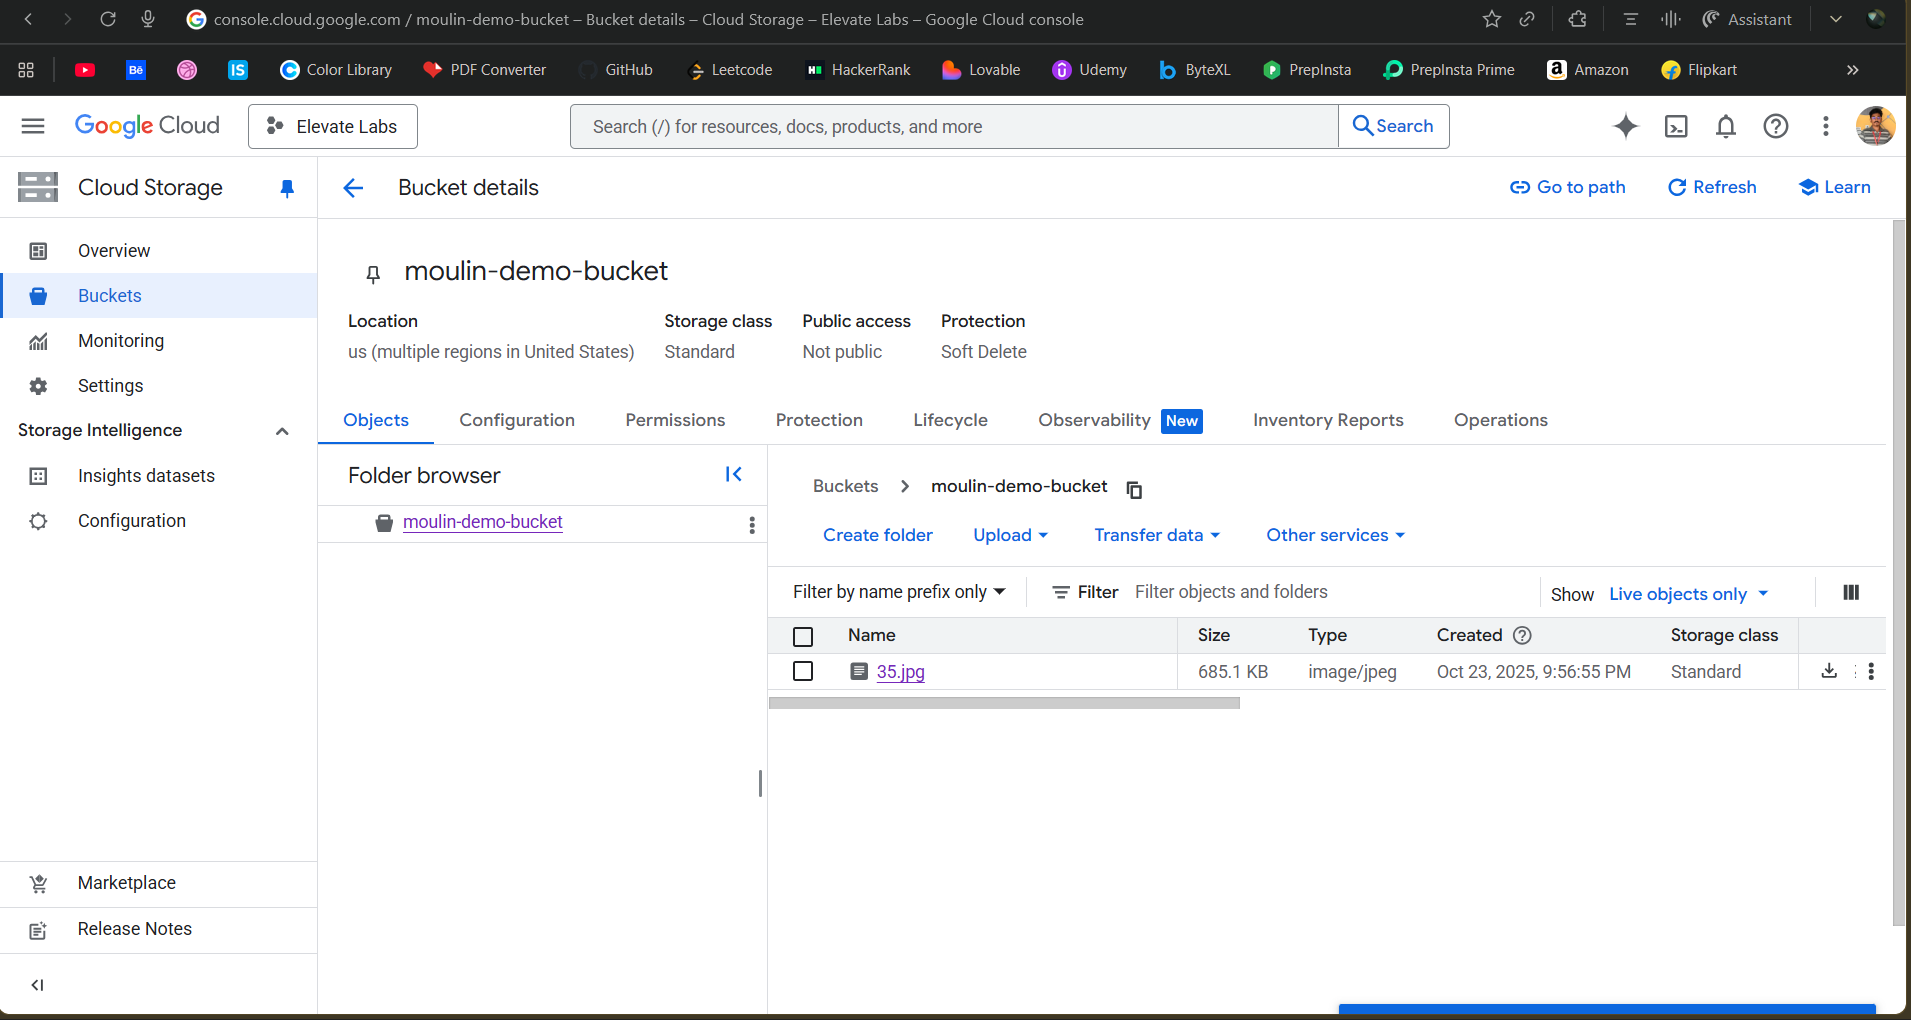 console.cloud.google.com / moulin-demo-bucket – Bucket details – Cloud Storage – Elevate Labs – Google Cloud console
Assistant
Bē
IS
Color Library
PDF Converter
GitHub
Leetcode
HackerRank
Lovable
Udemy
ByteXL
PrepInsta
PrepInsta Prime
Amazon
Flipkart
Google Cloud
Elevate Labs
Search (/) for resources, docs, products, and more
Search
Cloud Storage
Bucket details
Go to path
Refresh
Learn
Overview
Buckets
Monitoring
Settings
Storage Intelligence
Insights datasets
Configuration
Marketplace
Release Notes
moulin-demo-bucket
Location
Storage class
Public access
Protection
us (multiple regions in United States)
Standard
Not public
Soft Delete
Objects
Configuration
Permissions
Protection
Lifecycle
Observability New
Inventory Reports
Operations
Folder browser
moulin-demo-bucket
Buckets > moulin-demo-bucket
Create folder
Upload
Transfer data
Other services
Filter by name prefix only
Filter
Filter objects and folders
Show
Live objects only
Name
Size
Type
Created
Storage class
35.jpg
685.1 KB
image/jpeg
Oct 23, 2025, 9:56:55 PM
Standard